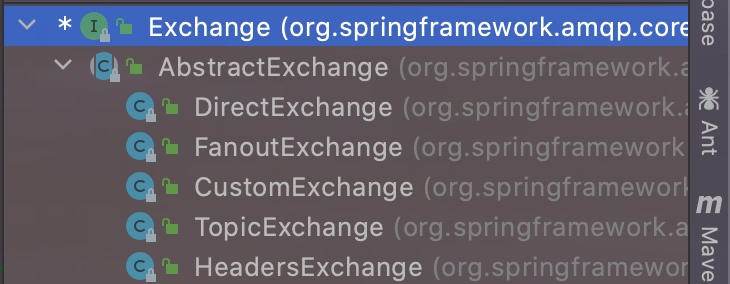 * I Exchange (org.springframework.amqp.core
C AbstractExchange (org.springframework.a
C DirectExchange (org.springframework.
C FanoutExchange (org.springframework
C CustomExchange (org.springframework
C TopicExchange (org.springframework.a
C HeadersExchange (org.springframewor
base
Ant
m Mave